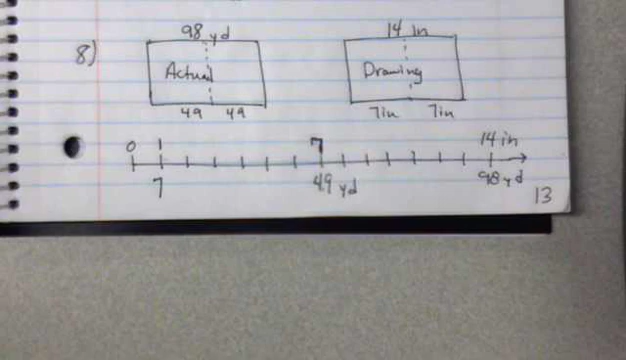 98 yd 14 in
8) Actual Drawing
49 49 7in 7in
0 1 7 14 in
7 49 yd 98 yd
13